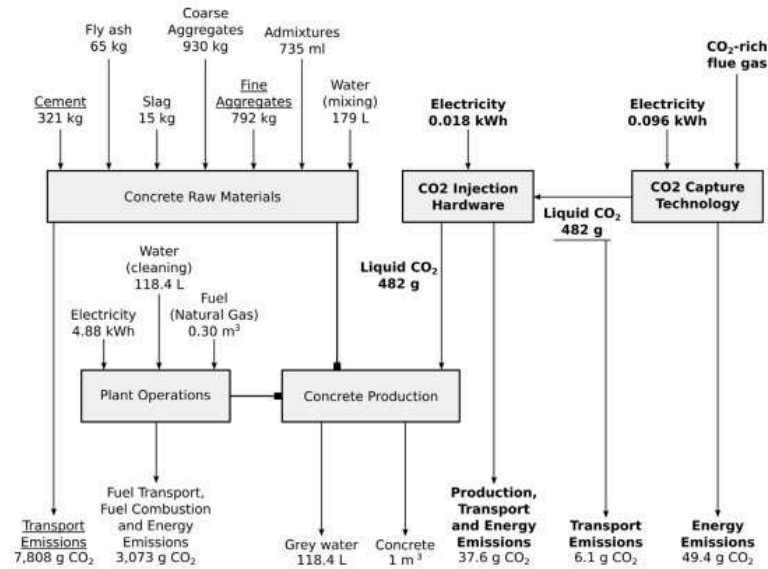 Fly ash
65 kg
Coarse
Aggregates
930 kg
Admixtures
735 ml
CO₂-rich
flue gas
Cement
321 kg
Slag
15 kg
Fine
Aggregates
792 kg
Water
(mixing)
179 L
Electricity
0.018 kWh
Electricity
0.096 kWh
Concrete Raw Materials
CO2 Injection
Hardware
CO2 Capture
Technology
Liquid CO₂
482 g
Water
(cleaning)
118.4 L
Liquid CO₂
482 g
Electricity
4.88 kWh
Fuel
(Natural Gas)
0.30 m³
Plant Operations
Concrete Production
Transport
Emissions
7,808 g CO₂
Fuel Transport,
Fuel Combustion
and Energy
Emissions
3,073 g CO₂
Grey water
118.4 L
Concrete
1 m³
Production,
Transport
and Energy
Emissions
37.6 g CO₂
Transport
Emissions
6.1 g CO₂
Energy
Emissions
49.4 g CO₂